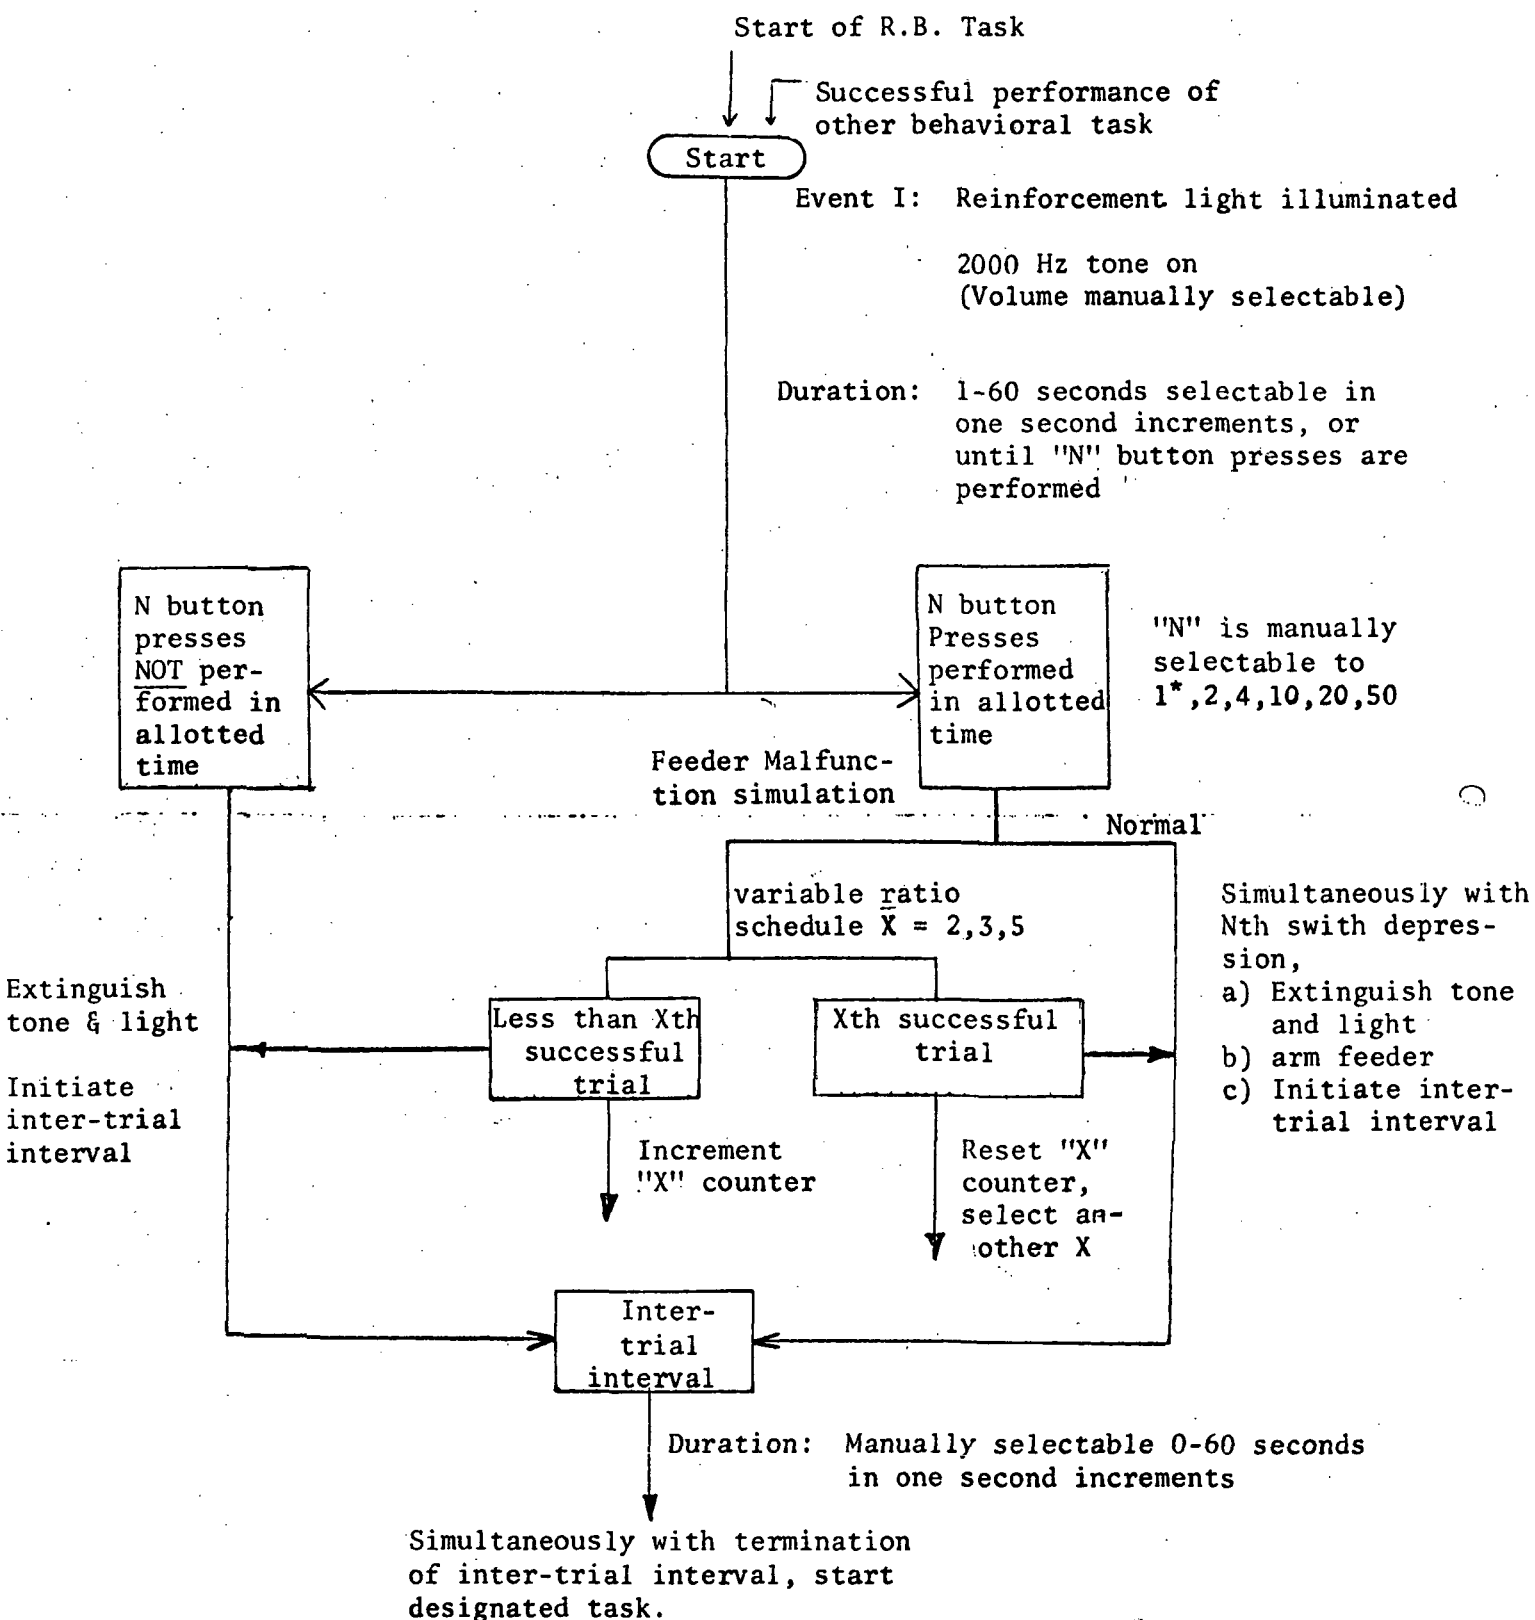 Start of R.B. Task
Successful performance of
other behavioral task
Start
Event I: Reinforcement light illuminated
2000 Hz tone on
(Volume manually selectable)
Duration: 1-60 seconds selectable in
one second increments, or
until "N" button presses are
performed
N button
presses
NOT per-
formed in
allotted
time
N button
Presses
performed
in allotted
time
"N" is manually
selectable to
1*,2,4,10,20,50
Feeder Malfunc-
tion simulation
Normal
variable ratio
schedule X̄ = 2,3,5
Simultaneously with
Nth swith depres-
sion,
a) Extinguish tone
and light
b) arm feeder
c) Initiate inter-
trial interval
Extinguish
tone & light
Initiate
inter-trial
interval
Less than Xth
successful
trial
Xth successful
trial
Increment
"X" counter
Reset "X"
counter,
select an-
other X
Inter-
trial
interval
Duration: Manually selectable 0-60 seconds
in one second increments
Simultaneously with termination
of inter-trial interval, start
designated task.